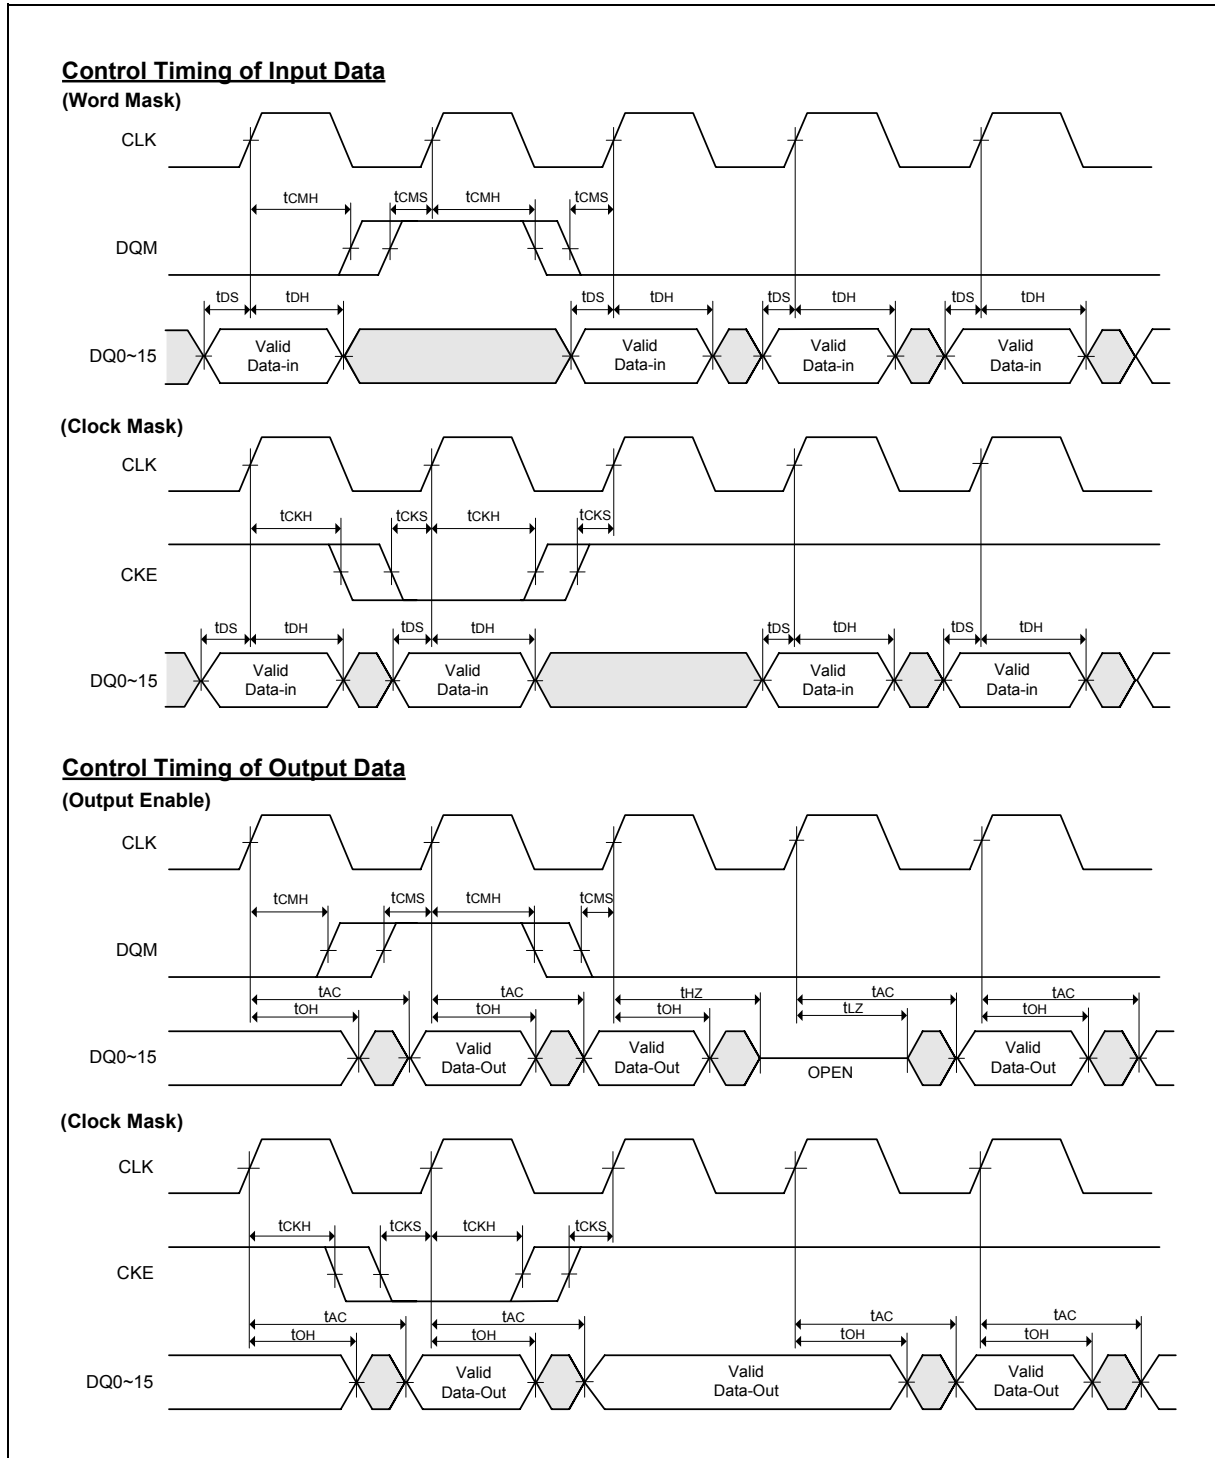 Control Timing of Input Data
(Word Mask)
CLK
tCMH tCMS tCMH tCMS
DQM
tDS tDH tDS tDH tDS tDH tDS tDH
DQ0~15
Valid Data-in Valid Data-in Valid Data-in Valid Data-in
(Clock Mask)
CLK
tCKH tCKS tCKH tCKS
CKE
tDS tDH tDS tDH tDS tDH tDS tDH
DQ0~15
Valid Data-in Valid Data-in Valid Data-in Valid Data-in
Control Timing of Output Data
(Output Enable)
CLK
tCMH tCMS tCMH tCMS
DQM
tAC tAC tHZ tAC tAC
tOH tOH tOH tLZ tOH
DQ0~15
Valid Data-Out Valid Data-Out OPEN Valid Data-Out
(Clock Mask)
CLK
tCKH tCKS tCKH tCKS
CKE
tAC tAC tAC tAC
tOH tOH tOH tOH
DQ0~15
Valid Data-Out Valid Data-Out Valid Data-Out